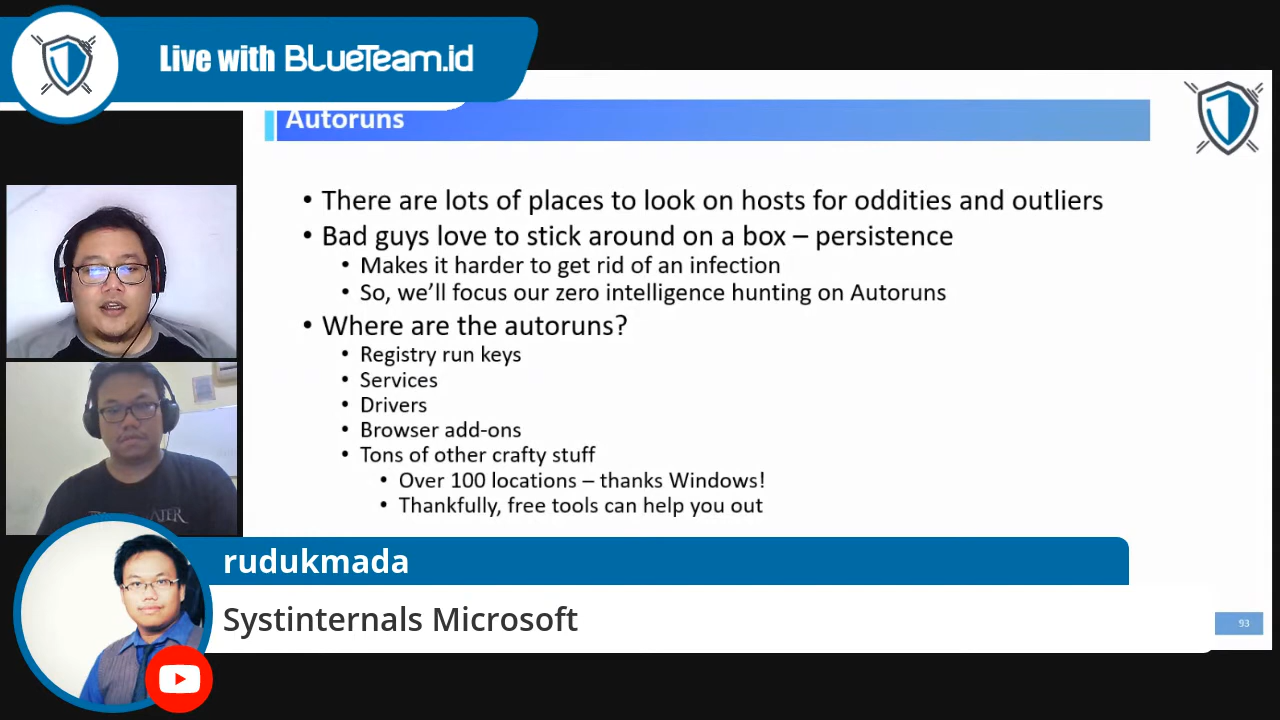 Live with BLueTeam.id
Autoruns
• There are lots of places to look on hosts for oddities and outliers
• Bad guys love to stick around on a box – persistence
• Makes it harder to get rid of an infection
• So, we’ll focus our zero intelligence hunting on Autoruns
• Where are the autoruns?
• Registry run keys
• Services
• Drivers
• Browser add-ons
• Tons of other crafty stuff
• Over 100 locations – thanks Windows!
• Thankfully, free tools can help you out
rudukmada
Systinternals Microsoft
93